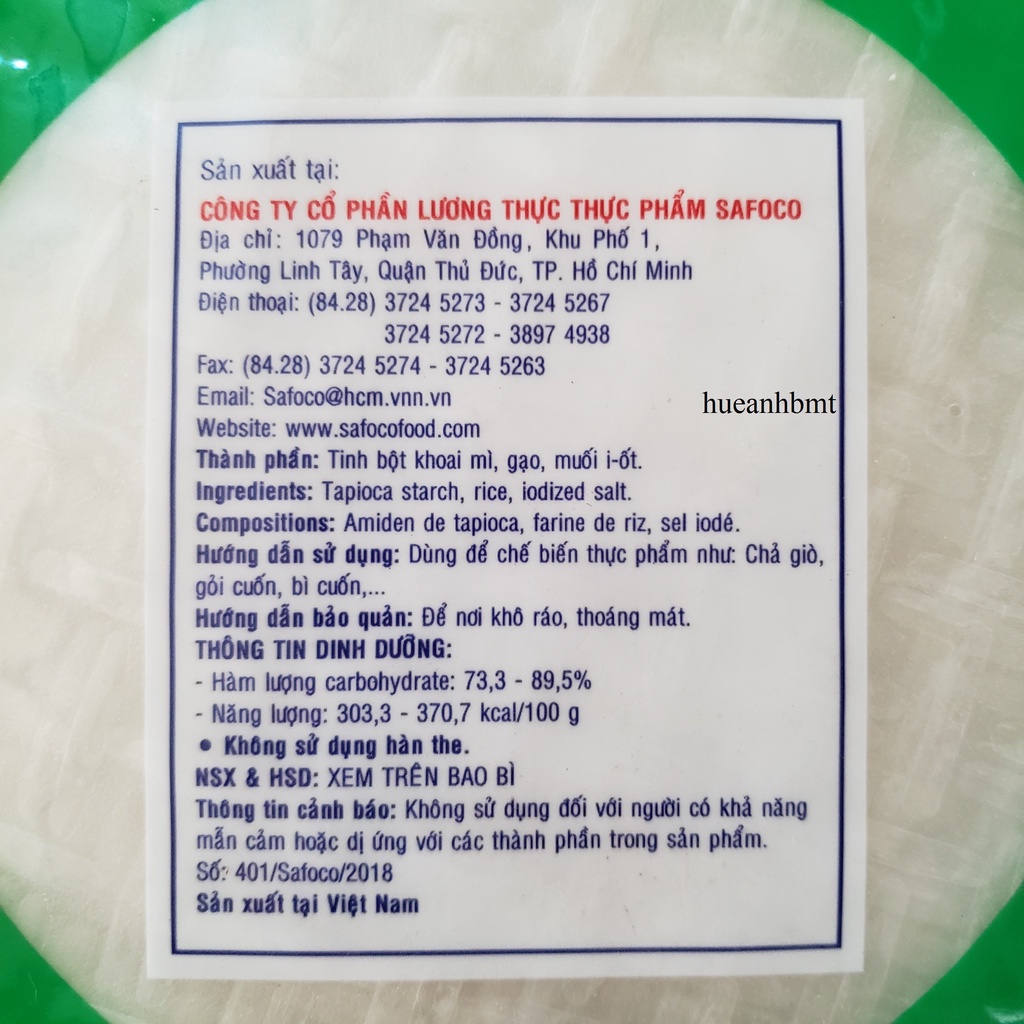 Sản xuất tại:
CÔNG TY CỔ PHẦN LƯƠNG THỰC THỰC PHẨM SAFOCO
Địa chỉ: 1079 Phạm Văn Đồng, Khu Phố 1,
Phường Linh Tây, Quận Thủ Đức, TP. Hồ Chí Minh
Điện thoại: (84.28) 3724 5273 - 3724 5267
3724 5272 - 3897 4938
Fax: (84.28) 3724 5274 - 3724 5263
Email: Safoco@hcm.vnn.vn
hueanhbmt
Website: www.safocofood.com
Thành phần: Tinh bột khoai mì, gạo, muối i-ốt.
Ingredients: Tapioca starch, rice, iodized salt.
Compositions: Amiden de tapioca, farine de riz, sel iodé.
Hướng dẫn sử dụng: Dùng để chế biến thực phẩm như: Chả giò,
gỏi cuốn, bì cuốn,...
Hướng dẫn bảo quản: Để nơi khô ráo, thoáng mát.
THÔNG TIN DINH DƯỠNG:
- Hàm lượng carbohydrate: 73,3 - 89,5%
- Năng lượng: 303,3 - 370,7 kcal/100 g
• Không sử dụng hàn the.
NSX & HSD: XEM TRÊN BAO BÌ
Thông tin cảnh báo: Không sử dụng đối với người có khả năng
mẫn cảm hoặc dị ứng với các thành phần trong sản phẩm.
Số: 401/Safoco/2018
Sản xuất tại Việt Nam